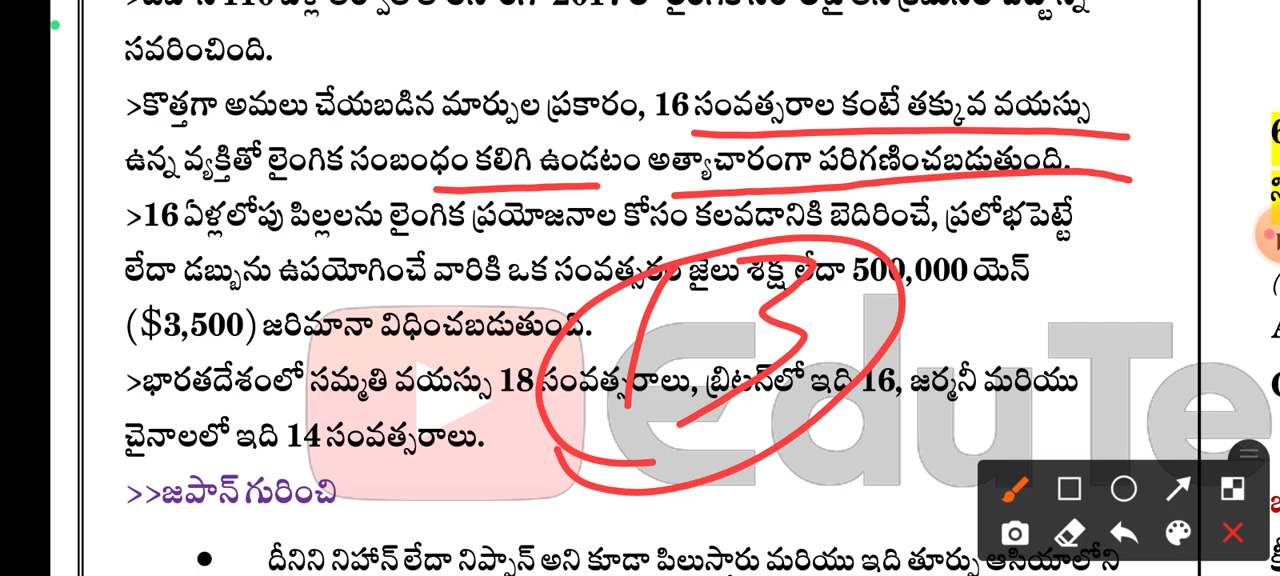 సవరించింది.
>కొత్తగా అమలు చేయబడిన మార్పుల ప్రకారం, 16 సంవత్సరాల కంటే తక్కువ వయస్సు
ఉన్న వ్యక్తితో లైంగిక సంబంధం కలిగి ఉండటం అత్యాచారంగా పరిగణించబడుతుంది.
>16 ఏళ్లలోపు పిల్లలను లైంగిక ప్రయోజనాల కోసం కలవడానికి బెదిరించే, ప్రలోభపెట్టే
లేదా డబ్బును ఉపయోగించే వారికి ఒక సంవత్సరం జైలు శిక్ష లేదా 500,000 యెన్
($3,500) జరిమానా విధించబడుతుంది.
13
>భారతదేశంలో సమ్మతి వయస్సు 18 సంవత్సరాలు, బ్రిటన్‌లో ఇది 16, జర్మనీ మరియు
చైనాలలో ఇది 14 సంవత్సరాలు.
EduTe
>>జపాన్ గురించి
● దీనిని నిహాన్ లేదా నిప్పాన్ అని కూడా పిలుస్తారు మరియు ఇది తూర్పు ఆసియాలోని